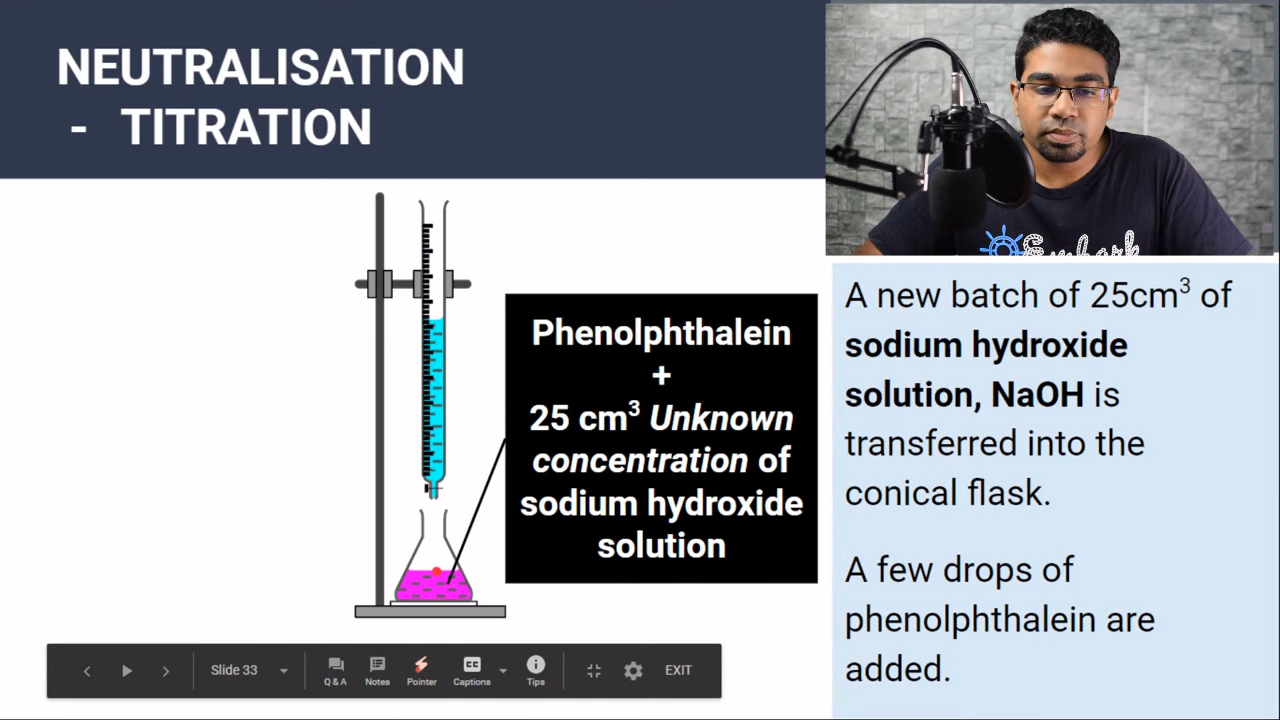 NEUTRALISATION
- TITRATION
Phenolphthalein
+
25 cm³ Unknown
concentration of
sodium hydroxide
solution
A new batch of 25cm³ of
sodium hydroxide
solution, NaOH is
transferred into the
conical flask.
A few drops of
phenolphthalein are
added.
Slide 33
Q & A
Notes
Pointer
CC
Captions
Tips
EXIT